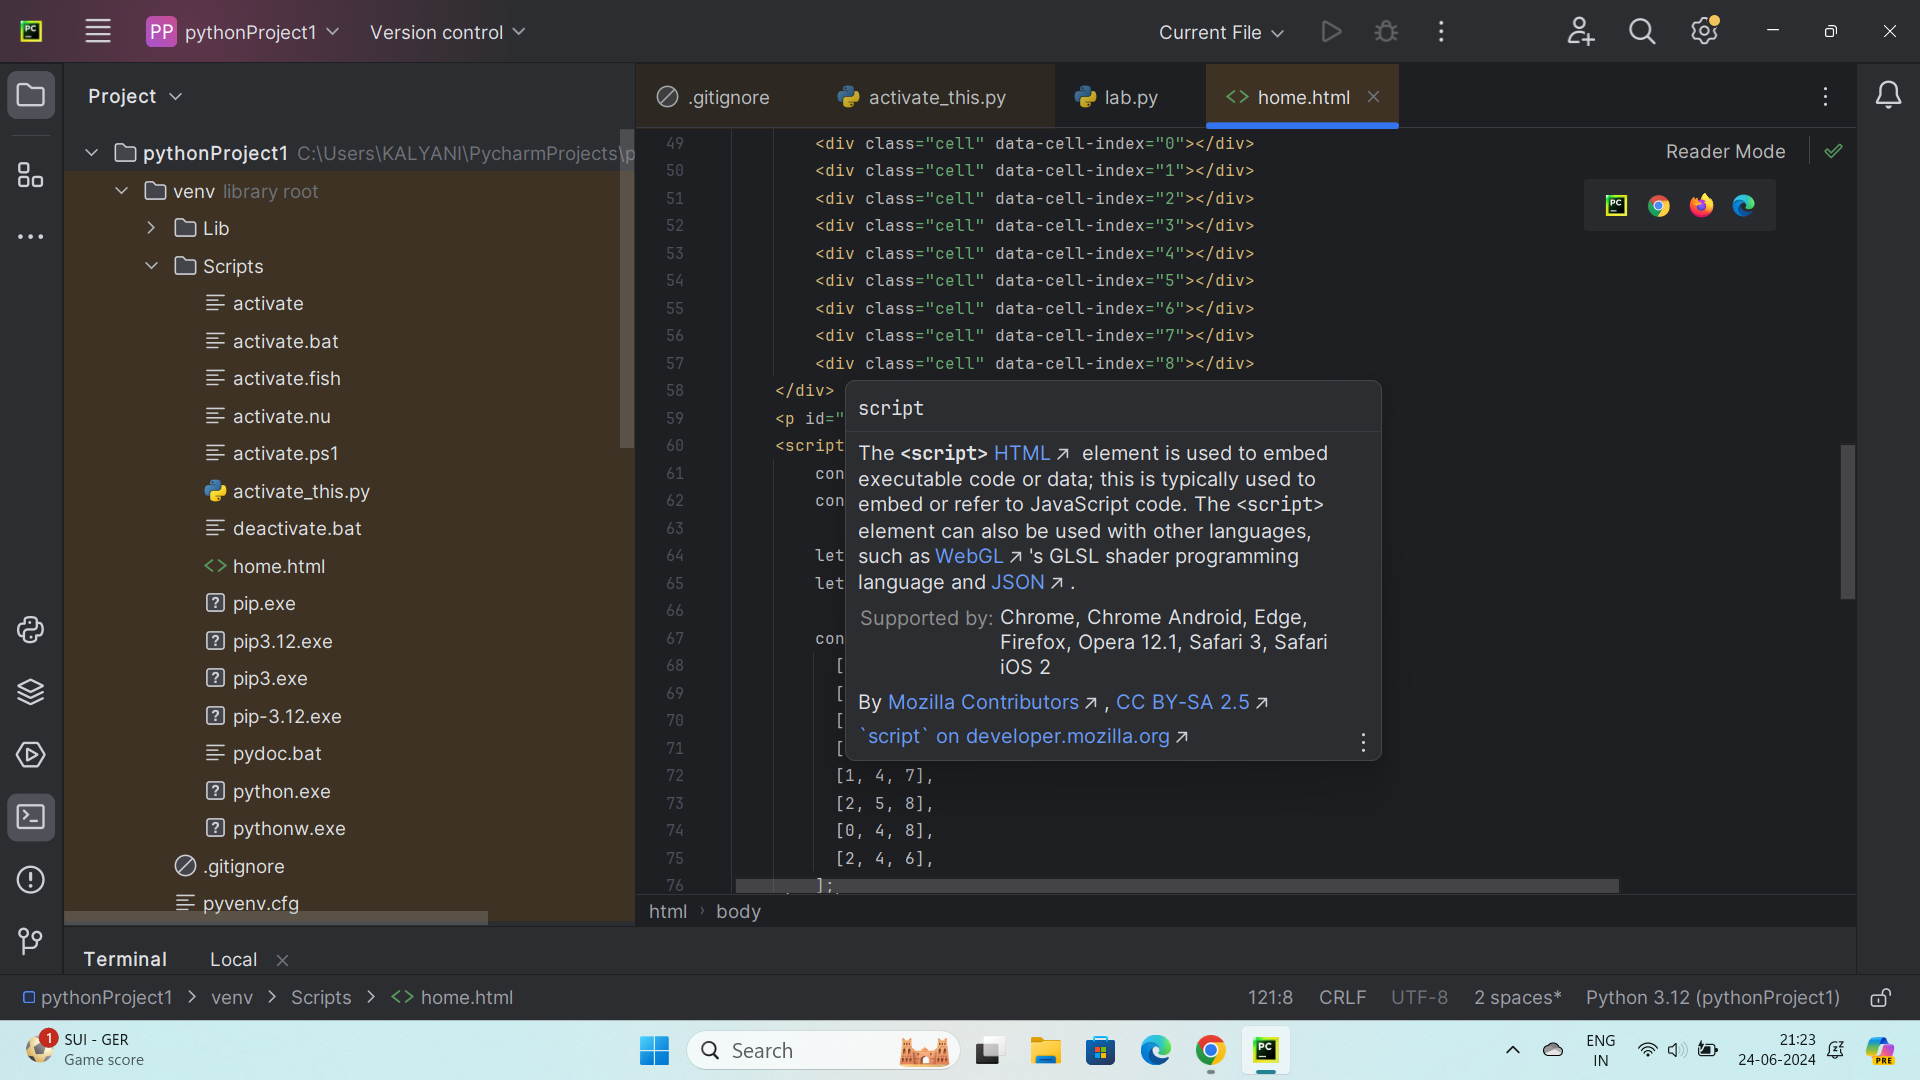 PC
PP pythonProject1
Version control
Current File
Project
.gitignore
activate_this.py
lab.py
<> home.html
pythonProject1 C:\Users\KALYANI\PycharmProjects\p
venv library root
Lib
Scripts
activate
activate.bat
activate.fish
activate.nu
activate.ps1
activate_this.py
deactivate.bat
<> home.html
pip.exe
pip3.12.exe
pip3.exe
pip-3.12.exe
pydoc.bat
python.exe
pythonw.exe
.gitignore
pyvenv.cfg
Reader Mode
49 <div class="cell" data-cell-index="0"></div>
50 <div class="cell" data-cell-index="1"></div>
51 <div class="cell" data-cell-index="2"></div>
52 <div class="cell" data-cell-index="3"></div>
53 <div class="cell" data-cell-index="4"></div>
54 <div class="cell" data-cell-index="5"></div>
55 <div class="cell" data-cell-index="6"></div>
56 <div class="cell" data-cell-index="7"></div>
57 <div class="cell" data-cell-index="8"></div>
58 </div>
59 <p id="
60 <script
61 con
62 con
63
64 let
65 let
66
67 con
68 [
69 [
70 [
71 [
72 [1, 4, 7],
73 [2, 5, 8],
74 [0, 4, 8],
75 [2, 4, 6],
76 ];
script
The <script> HTML↗ element is used to embed
executable code or data; this is typically used to
embed or refer to JavaScript code. The <script>
element can also be used with other languages,
such as WebGL↗'s GLSL shader programming
language and JSON↗.
Supported by: Chrome, Chrome Android, Edge,
Firefox, Opera 12.1, Safari 3, Safari
iOS 2
By Mozilla Contributors↗, CC BY-SA 2.5↗
`script` on developer.mozilla.org↗
html › body
Terminal
Local
pythonProject1 > venv > Scripts > <> home.html
121:8 CRLF UTF-8 2 spaces* Python 3.12 (pythonProject1)
1
SUI - GER
Game score
Search
PC
ENG
IN
21:23
24-06-2024
PRE